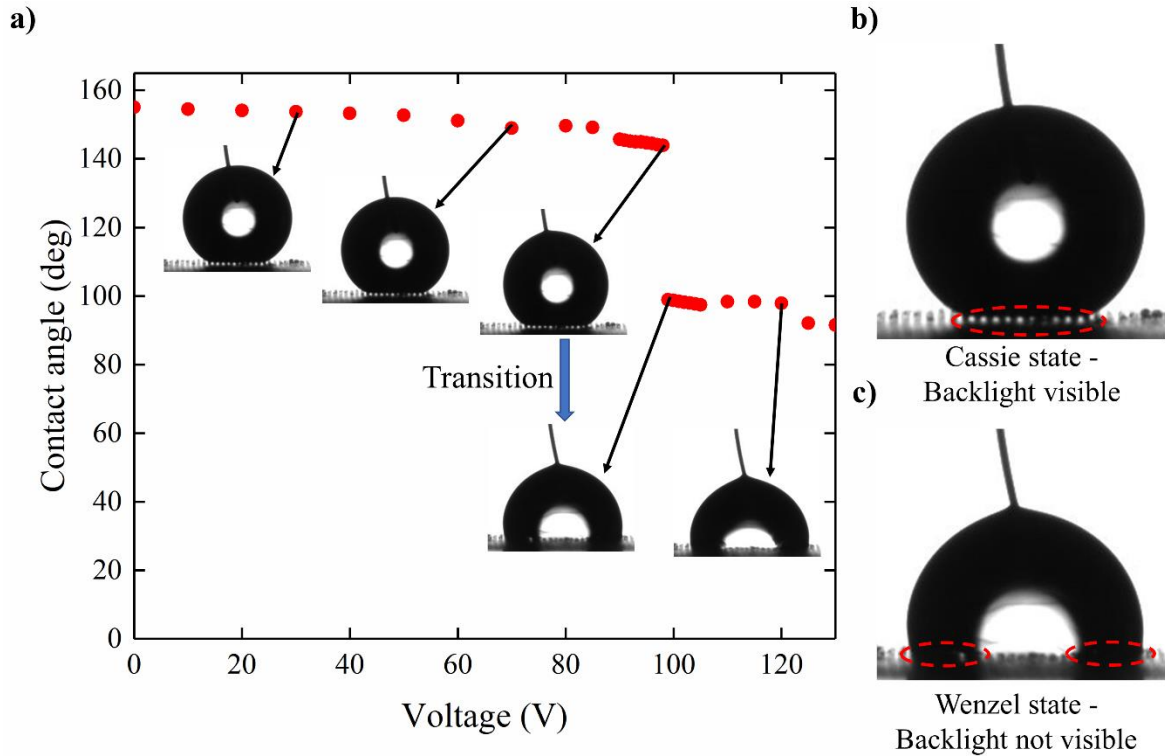 a)
160
140
120
100
80
60
40
20
0
Contact angle (deg)
Transition
0 20 40 60 80 100 120
Voltage (V)
b)
Cassie state -
Backlight visible
c)
Wenzel state -
Backlight not visible